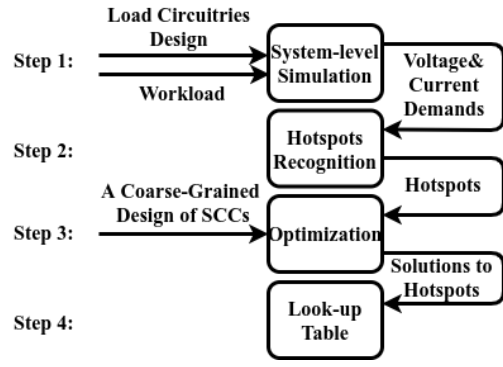 Load Circuitries
Design
Step 1:
Workload
System-level
Simulation
Voltage&
Current
Demands
Step 2:
Hotspots
Recognition
Hotspots
A Coarse-Grained
Design of SCCs
Step 3:
Optimization
Solutions to
Hotspots
Step 4:
Look-up
Table